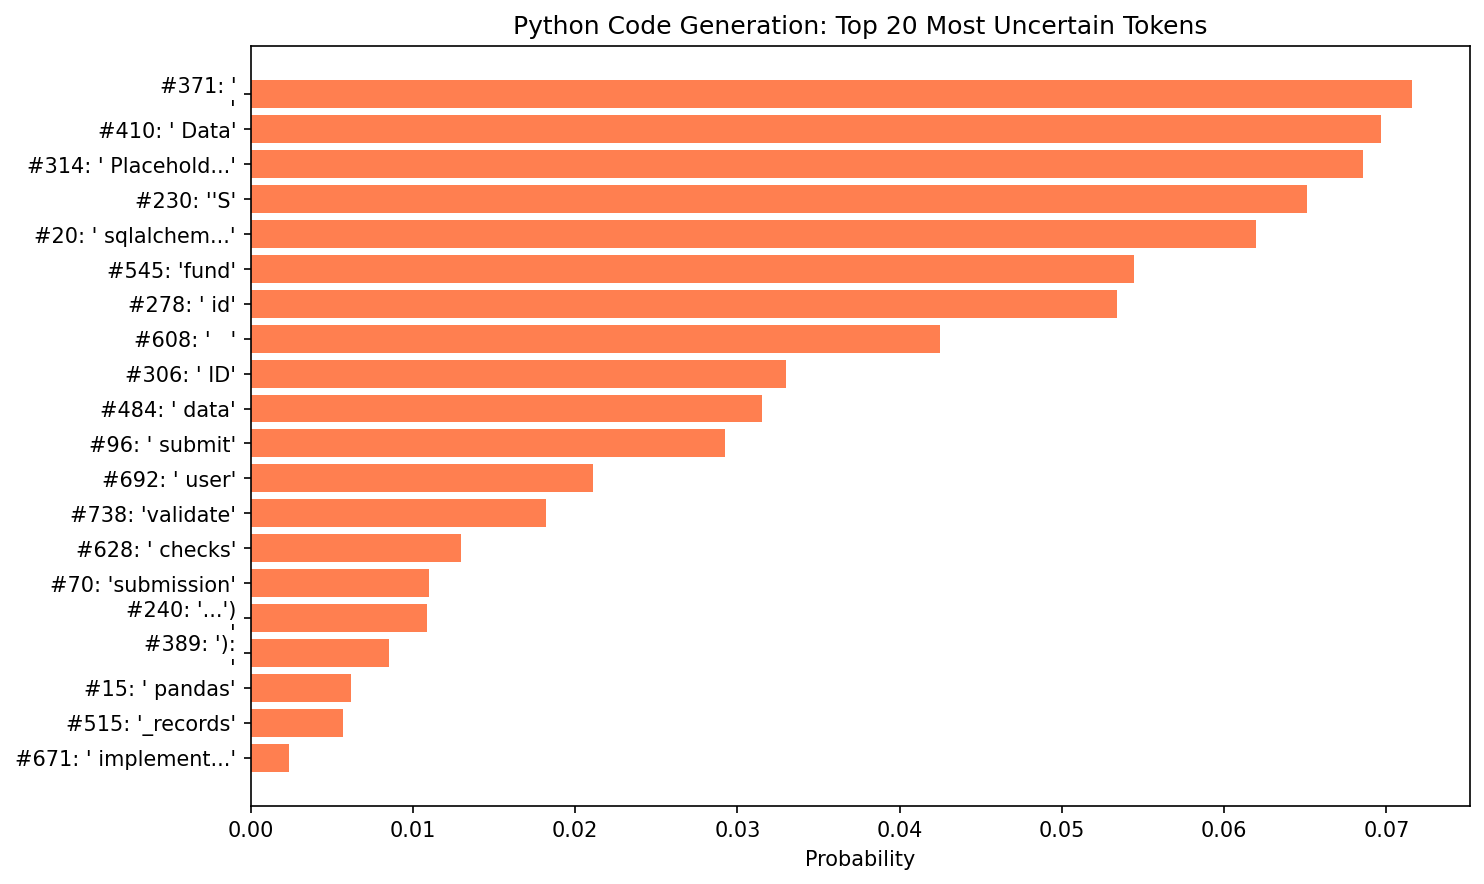 Python Code Generation: Top 20 Most Uncertain Tokens
#371: '
'
#410: ' Data'
#314: ' Placehold...'
#230: ''S'
#20: ' sqlalchem...'
#545: 'fund'
#278: ' id'
#608: '   '
#306: ' ID'
#484: ' data'
#96: ' submit'
#692: ' user'
#738: 'validate'
#628: ' checks'
#70: 'submission'
#240: '...')
'
#389: '):
'
#15: ' pandas'
#515: '_records'
#671: ' implement...'
0.00 0.01 0.02 0.03 0.04 0.05 0.06 0.07
Probability